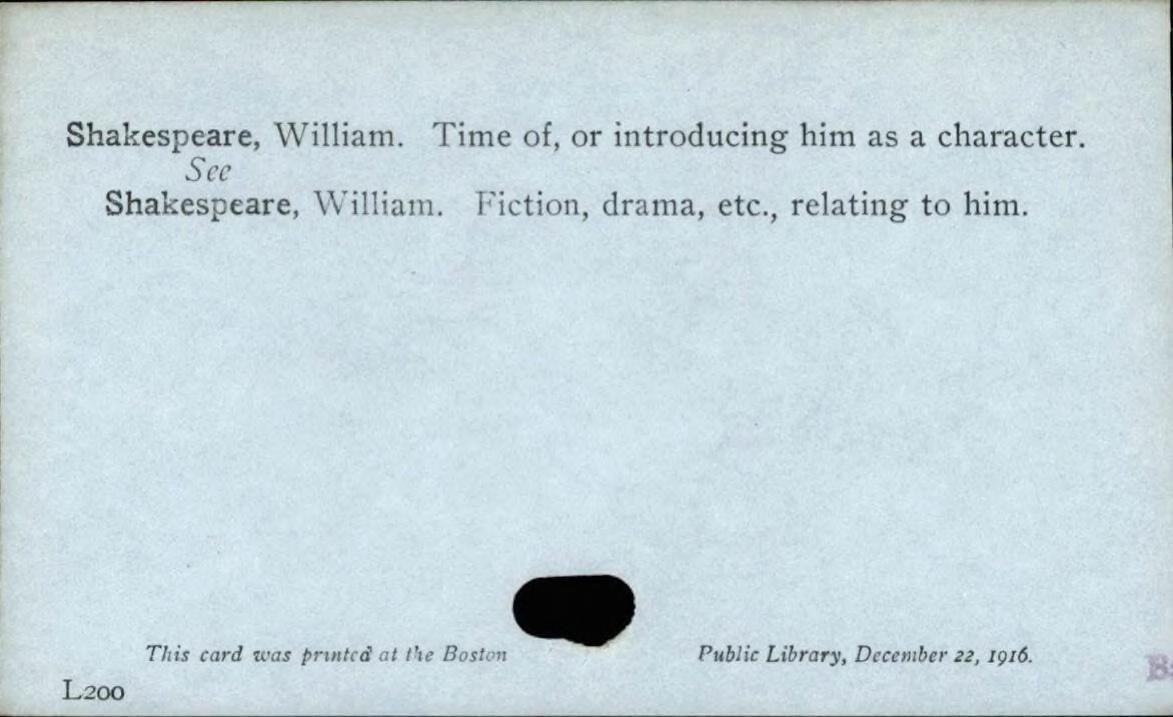 Shakespeare, William. Time of, or introducing him as a character.
See
Shakespeare, William. Fiction, drama, etc., relating to him.
This card was printed at the Boston Public Library, December 22, 1916.
L200